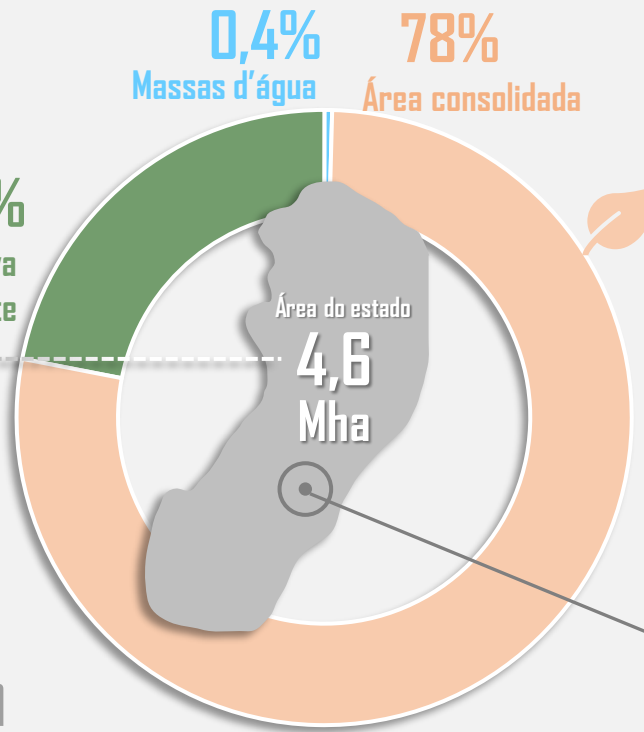 0,4%
Massas d'água
78%
Área consolidada
%
Área do estado
4,6
Mha